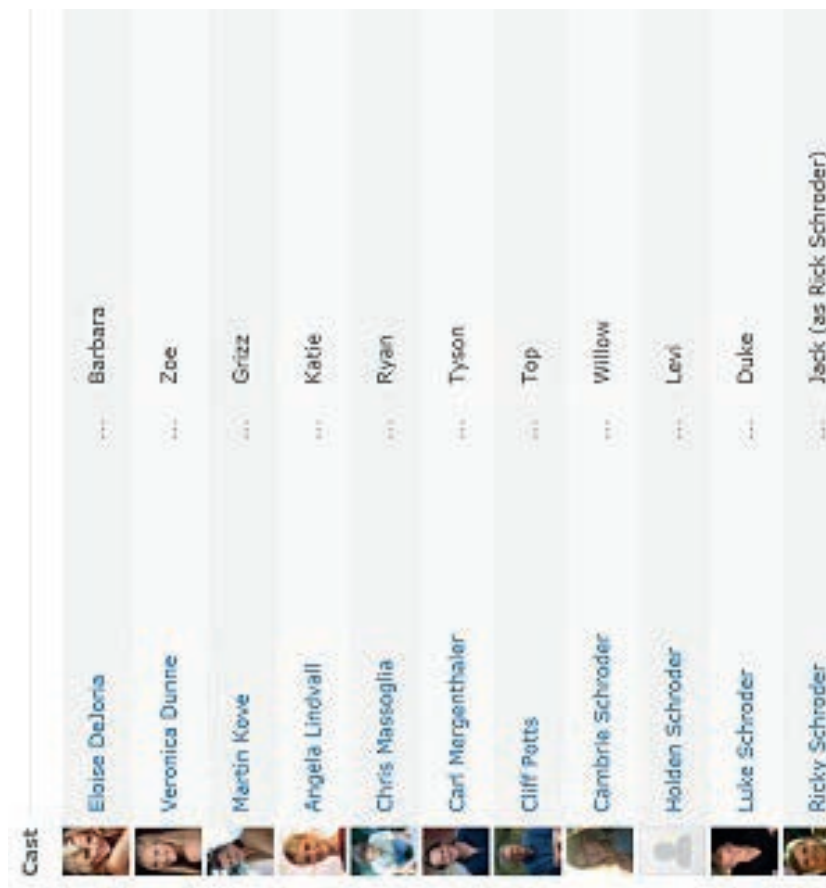 Cast
Eloise DeJoria ... Barbara
Veronica Dunne ... Zoe
Martin Kove ... Grizz
Angela Lindvall ... Katie
Chris Massoglia ... Ryan
Carl Mergenthaler ... Tyson
Cliff Potts ... Top
Cambrie Schroder ... Willow
Holden Schroder ... Levi
Luke Schroder ... Duke
Ricky Schroder ... Jack (as Rick Schroder)